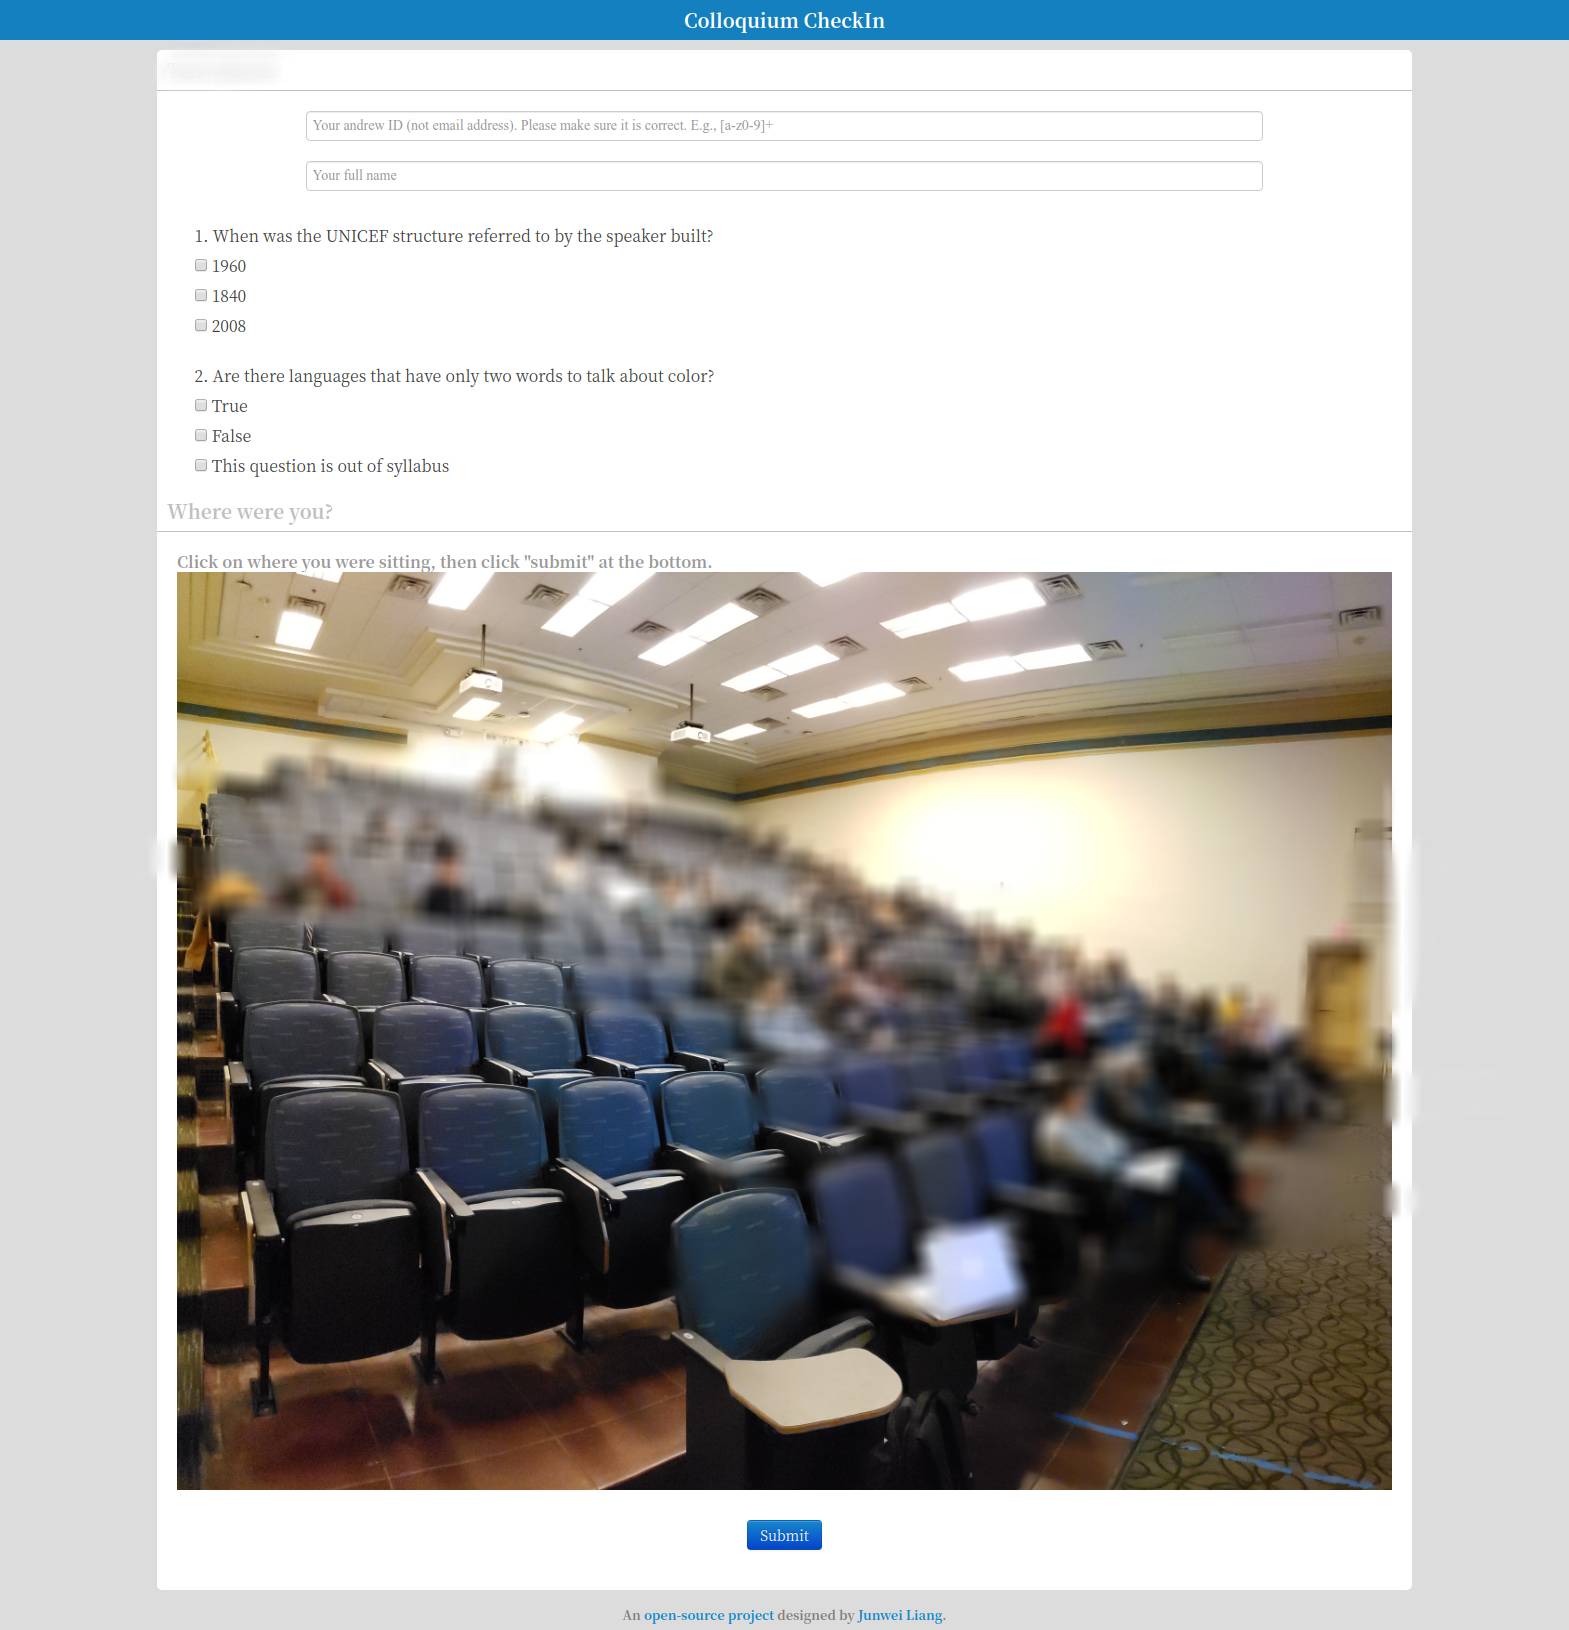 Colloquium CheckIn
Your andrew ID (not email address). Please make sure it is correct. E.g., [a-z0-9]+
Your full name
1. When was the UNICEF structure referred to by the speaker built?
1960
1840
2008
2. Are there languages that have only two words to talk about color?
True
False
This question is out of syllabus
Where were you?
Click on where you were sitting, then click "submit" at the bottom.
Submit
An open-source project designed by Junwei Liang.